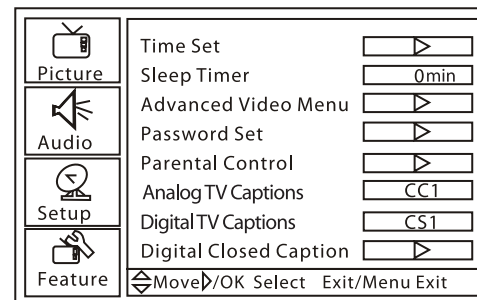 Picture
Audio
Setup
Feature
Time Set
Sleep Timer 0min
Advanced Video Menu
Password Set
Parental Control
Analog TV Captions CC1
Digital TV Captions CS1
Digital Closed Caption
Move/OK Select Exit/Menu Exit